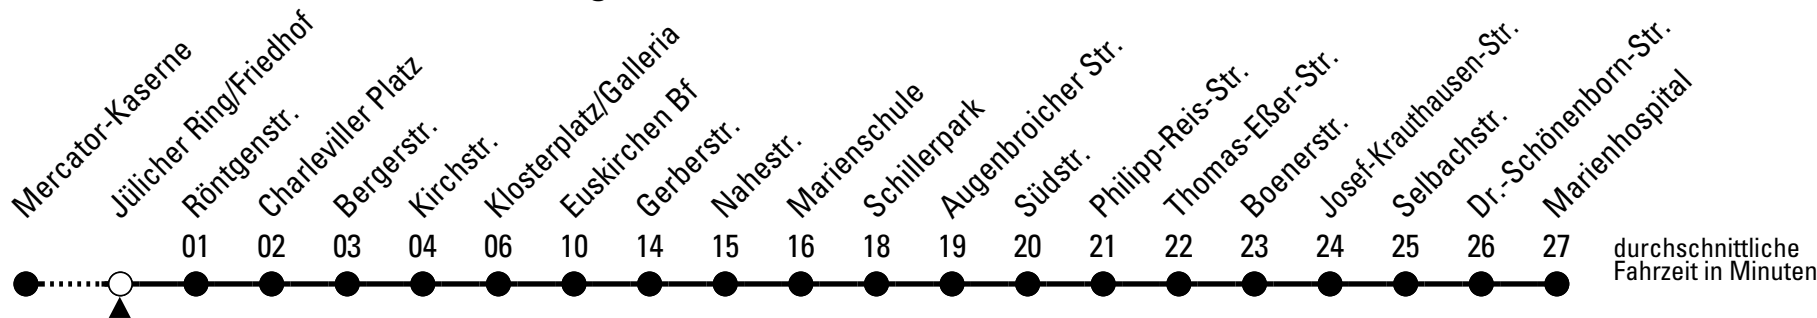 Mercator-Kaserne
Jülicher Ring/Friedhof
Röntgenstr.
Charleviller Platz
Bergerstr.
Kirchstr.
Klosterplatz/Galleria
Euskirchen Bf
Gerberstr.
Nahestr.
Marienschule
Schillerpark
Augenbroicher Str.
Südstr.
Philipp-Reis-Str.
Thomas-Eßer-Str.
Boenerstr.
Josef-Krauthausen-Str.
Selbachstr.
Dr.-Schönenborn-Str.
Marienhospital
01 02 03 04 06 10 14 15 16 18 19 20 21 22 23 24 25 26 27
durchschnittliche
Fahrzeit in Minuten